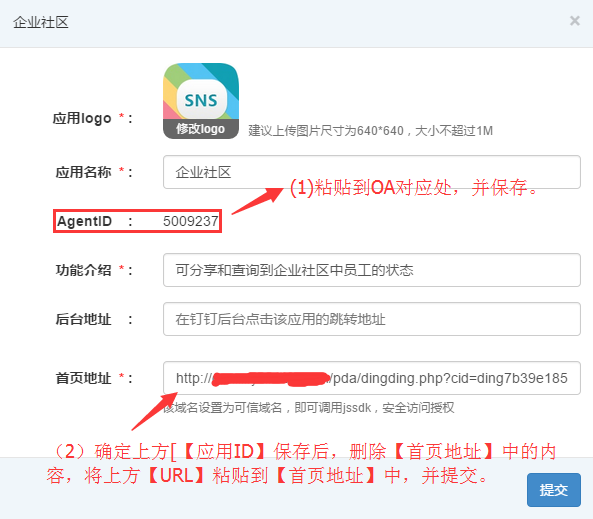 企业社区 ×
应用logo * :
SNS
修改logo
建议上传图片尺寸为640*640，大小不超过1M
应用名称 * : 企业社区
(1)粘贴到OA对应处，并保存。
AgentID : 5009237
功能介绍 * : 可分享和查询到企业社区中员工的状态
后台地址 : 在钉钉后台点击该应用的跳转地址
首页地址 * : http:// /pda/dingding.php?cid=ding7b39e185
该域名设置为可信域名，即可调用jssdk，安全访问授权
（2）确定上方[【应用ID】保存后，删除【首页地址】中的内
容，将上方【URL】粘贴到【首页地址】中，并提交。
提交